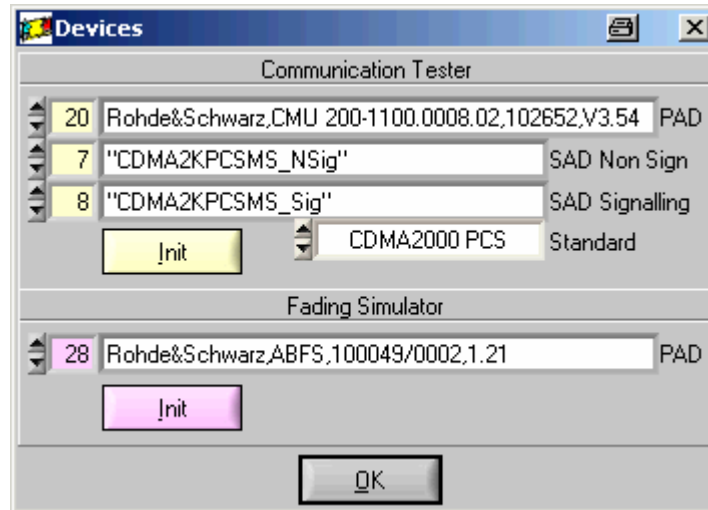 Devices
Communication Tester
20 Rohde&Schwarz,CMU 200-1100.0008.02,102652,V3.54 PAD
7 "CDMA2KPCSMS_NSig" SAD Non Sign
8 "CDMA2KPCSMS_Sig" SAD Signalling
Init CDMA2000 PCS Standard
Fading Simulator
28 Rohde&Schwarz,ABFS,100049/0002,1.21 PAD
Init
OK